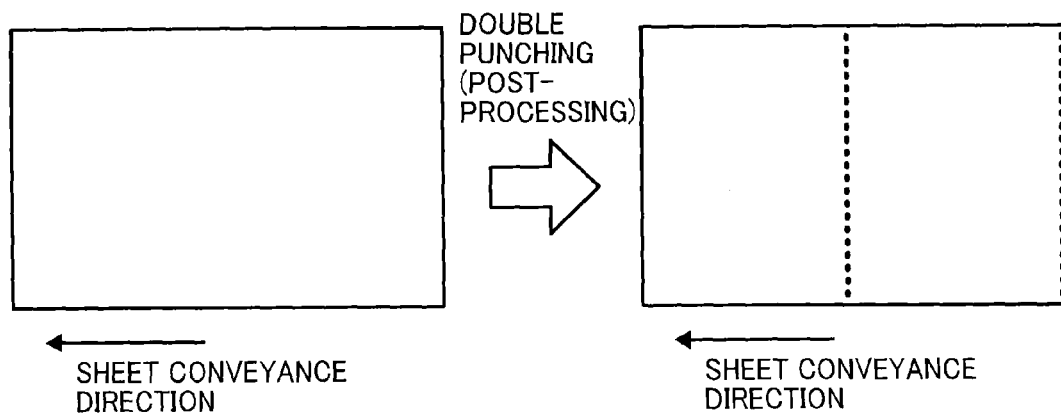 DOUBLE
PUNCHING
(POST-
PROCESSING)
SHEET CONVEYANCE
DIRECTION
SHEET CONVEYANCE
DIRECTION